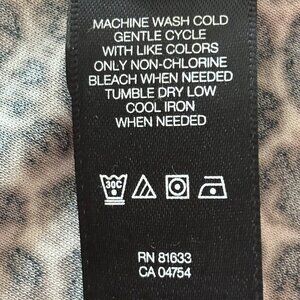 MACHINE WASH COLD
GENTLE CYCLE
WITH LIKE COLORS
ONLY NON-CHLORINE
BLEACH WHEN NEEDED
TUMBLE DRY LOW
COOL IRON
WHEN NEEDED
30C
RN 81633
CA 04754